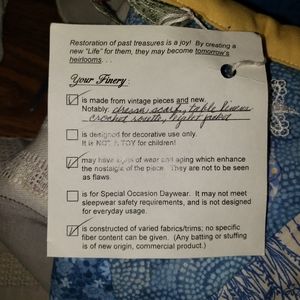 Restoration of past treasures is a joy! By creating a
new "Life" for them, they may become tomorrow's
heirlooms. . .
Your Finery:
is made from vintage pieces and new.
Notably: dresser scarf, table linens
crochet
is designed for decorative use only.
It is NOT A TOY for children!
may have signs of wear and aging which enhance
the nostalgia of the piece. They are not to be seen
as flaws.
is for Special Occasion Daywear. It may not meet
sleepwear safety requirements, and is not designed
for everyday usage.
is constructed of varied fabrics/trims; no specific
fiber content can be given. (Any batting or stuffing
is of new origin, commercial product.)